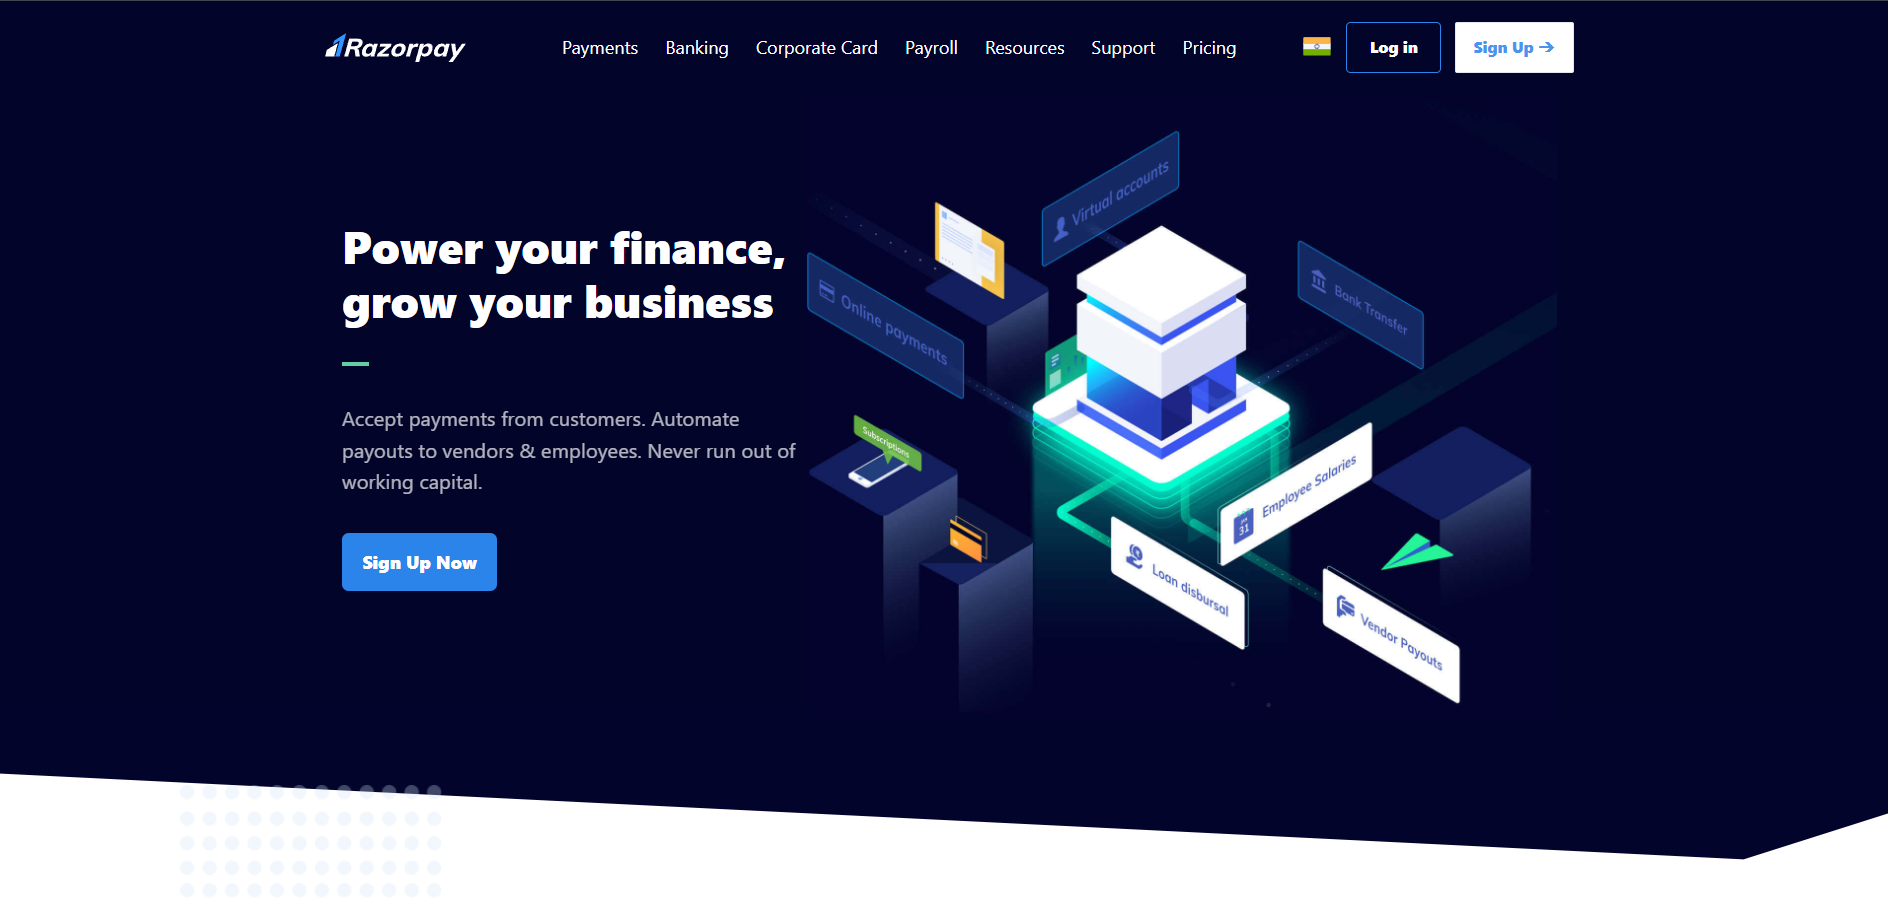 Razorpay
Payments
Banking
Corporate Card
Payroll
Resources
Support
Pricing
Log in
Sign Up →
Power your finance,
grow your business
Accept payments from customers. Automate
payouts to vendors & employees. Never run out of
working capital.
Sign Up Now
Virtual accounts
Online payments
Bank Transfer
Subscriptions
Employee Salaries
31
Loan disbursal
Vendor Payouts